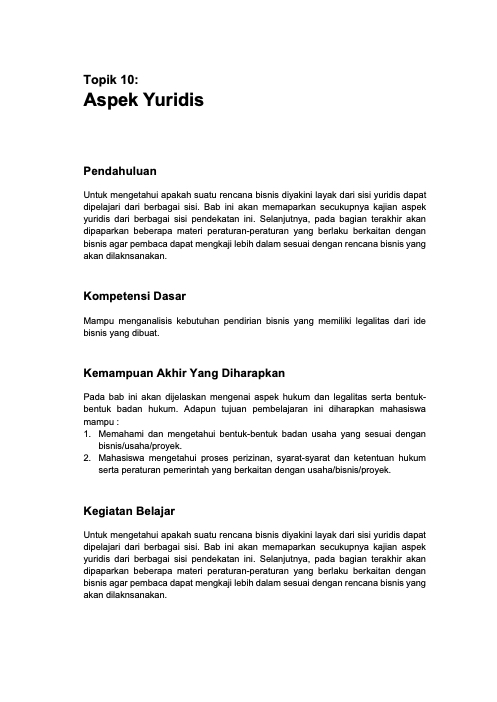 Topik 10:
Aspek Yuridis
Pendahuluan
Untuk mengetahui apakah suatu rencana bisnis diyakini layak dari sisi yuridis dapat
dipelajari dari berbagai sisi. Bab ini akan memaparkan secukupnya kajian aspek
yuridis dari berbagai sisi pendekatan ini. Selanjutnya, pada bagian terakhir akan
dipaparkan beberapa materi peraturan-peraturan yang berlaku berkaitan dengan
bisnis agar pembaca dapat mengkaji lebih dalam sesuai dengan rencana bisnis yang
akan dilaknsanakan.
Kompetensi Dasar
Mampu menganalisis kebutuhan pendirian bisnis yang memiliki legalitas dari ide
bisnis yang dibuat.
Kemampuan Akhir Yang Diharapkan
Pada bab ini akan dijelaskan mengenai aspek hukum dan legalitas serta bentuk-
bentuk badan hukum. Adapun tujuan pembelajaran ini diharapkan mahasiswa
mampu :
1. Memahami dan mengetahui bentuk-bentuk badan usaha yang sesuai dengan
bisnis/usaha/proyek.
2. Mahasiswa mengetahui proses perizinan, syarat-syarat dan ketentuan hukum
serta peraturan pemerintah yang berkaitan dengan usaha/bisnis/proyek.
Kegiatan Belajar
Untuk mengetahui apakah suatu rencana bisnis diyakini layak dari sisi yuridis dapat
dipelajari dari berbagai sisi. Bab ini akan memaparkan secukupnya kajian aspek
yuridis dari berbagai sisi pendekatan ini. Selanjutnya, pada bagian terakhir akan
dipaparkan beberapa materi peraturan-peraturan yang berlaku berkaitan dengan
bisnis agar pembaca dapat mengkaji lebih dalam sesuai dengan rencana bisnis yang
akan dilaknsanakan.